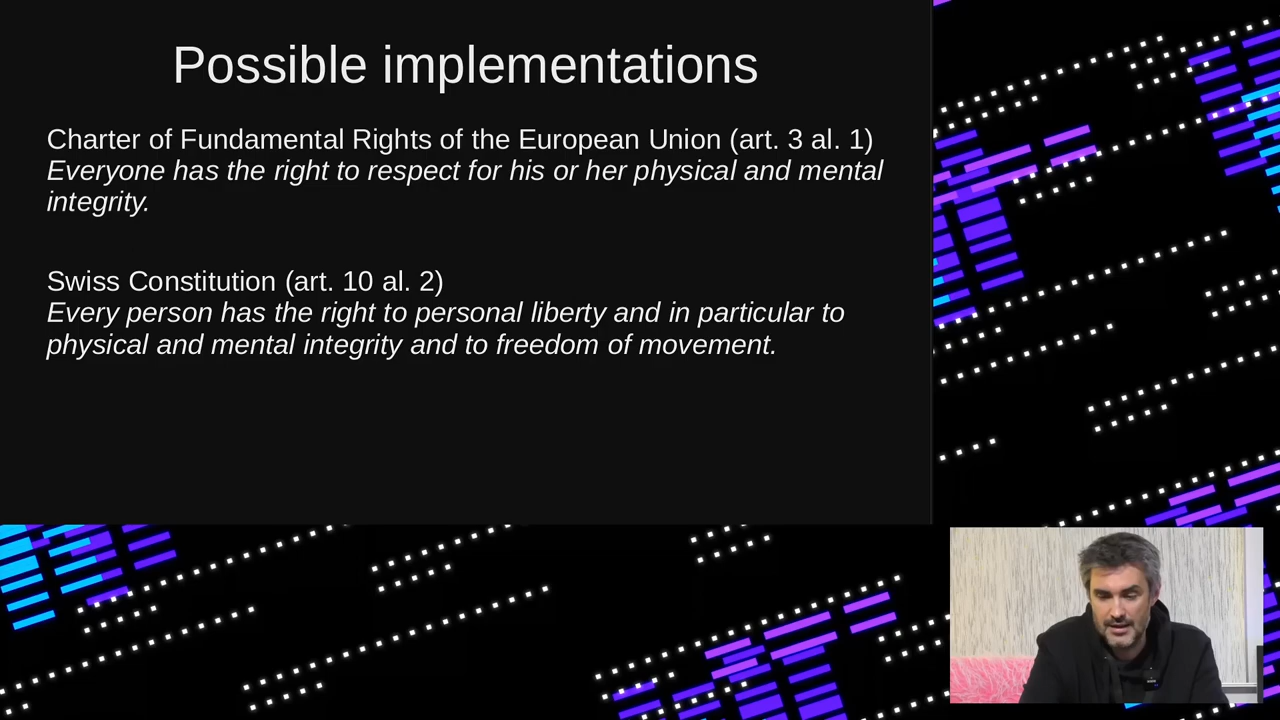 Possible implementations
Charter of Fundamental Rights of the European Union (art. 3 al. 1)
Everyone has the right to respect for his or her physical and mental
integrity.
Swiss Constitution (art. 10 al. 2)
Every person has the right to personal liberty and in particular to
physical and mental integrity and to freedom of movement.